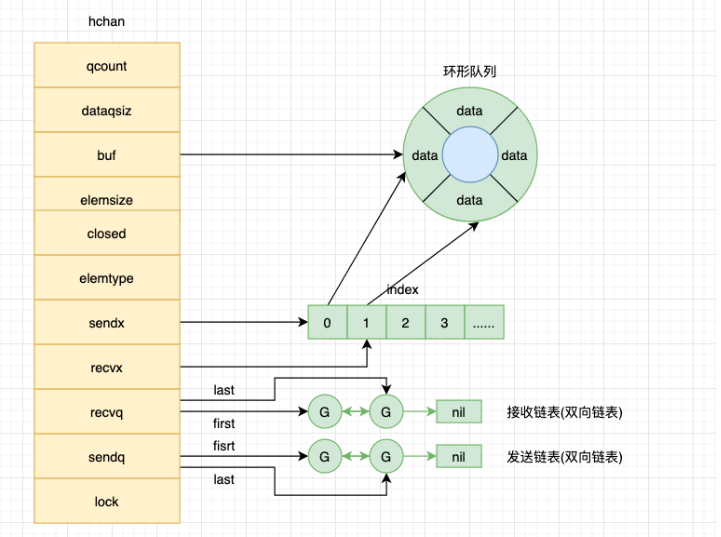 hchan
qcount
dataqsiz
buf
elemsize
closed
elemtype
sendx
recvx
recvq
sendq
lock
环形队列
data
data
data
data
index
0
1
2
3
......
last
first
G
G
nil
接收链表(双向链表)
fisrt
last
G
G
nil
发送链表(双向链表)